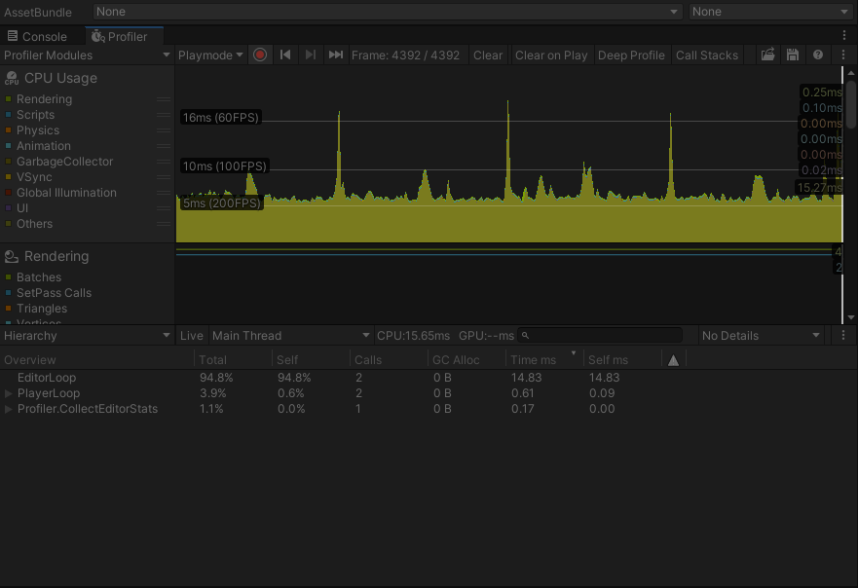 AssetBundle None None
Console Profiler
Profiler Modules Playmode Frame: 4392 / 4392 Clear Clear on Play Deep Profile Call Stacks
CPU Usage
Rendering
Scripts
Physics
Animation
GarbageCollector
VSync
Global Illumination
UI
Others
16ms (60FPS)
10ms (100FPS)
5ms (200FPS)
0.25ms
0.10ms
0.00ms
0.00ms
0.00ms
0.02ms
15.27ms
Rendering
Batches
SetPass Calls
Triangles
Vertices
4
2
Hierarchy Live Main Thread CPU:15.65ms GPU:--ms No Details
Overview Total Self Calls GC Alloc Time ms Self ms
EditorLoop 94.8% 94.8% 2 0 B 14.83 14.83
PlayerLoop 3.9% 0.6% 2 0 B 0.61 0.09
Profiler.CollectEditorStats 1.1% 0.0% 1 0 B 0.17 0.00